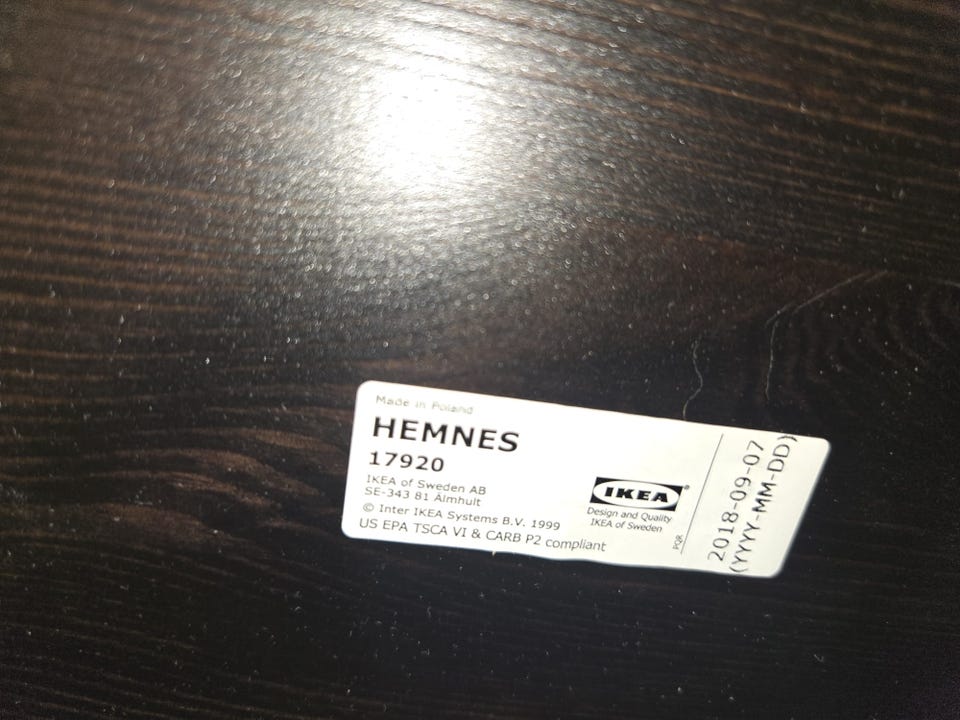 Made in Poland
HEMNES
17920
IKEA of Sweden AB
SE-343 81 Älmhult
© Inter IKEA Systems B.V. 1999
US EPA TSCA VI & CARB P2 compliant
IKEA®
Design and Quality
IKEA of Sweden
PQR
2018-09-07
(YYYY-MM-DD)